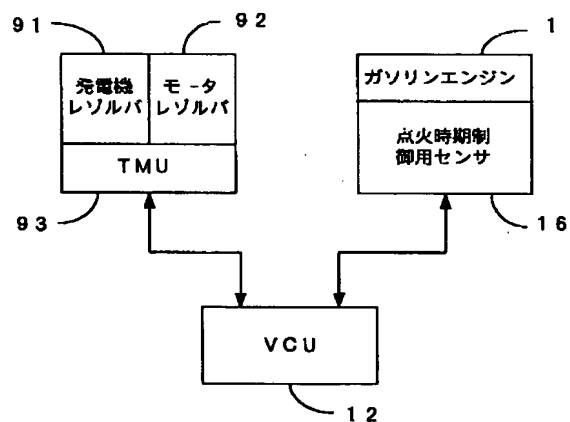 91
92
1
発電機
レゾルバ
モ-タ
レゾルバ
ガソリンエンジン
点火時期制
御用センサ
TMU
93
16
VCU
12